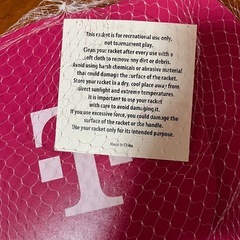 This racket is for recreational use only,
not tournament play.
Clean your racket after every use with a
soft cloth to remove any dirt or debris.
Avoid using harsh chemicals or abrasive material
that could damage the surface of the racket.
Store your racket in a dry, cool place away from
direct sunlight and extreme temperatures.
It is important to use your racket
with care to avoid damaging it.
If you use excessive force, you could damage the
surface of the racket or the handle.
Use your racket only for its intended purpose.
Made in China
T